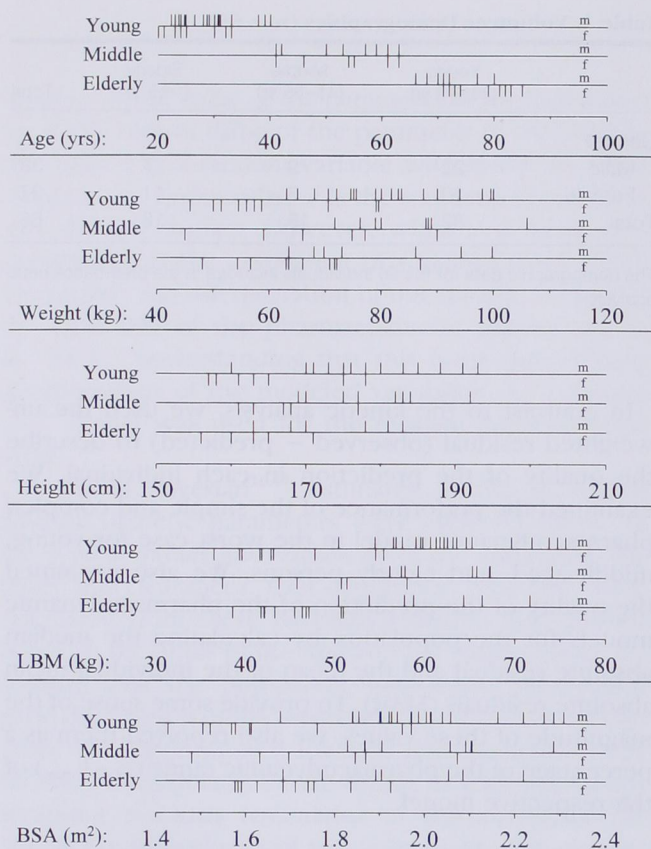 Young m
f
Middle m
f
Elderly m
f
20 40 60 80 100
Age (yrs):
Young m
f
Middle m
f
Elderly m
f
Weight (kg): 40 60 80 100 120
Young m
f
Middle m
f
Elderly m
f
Height (cm): 150 170 190 210
Young m
f
Middle m
f
Elderly m
f
LBM (kg): 30 40 50 60 70 80
Young m
f
Middle m
f
Elderly m
f
BSA (m²): 1.4 1.6 1.8 2.0 2.2 2.4